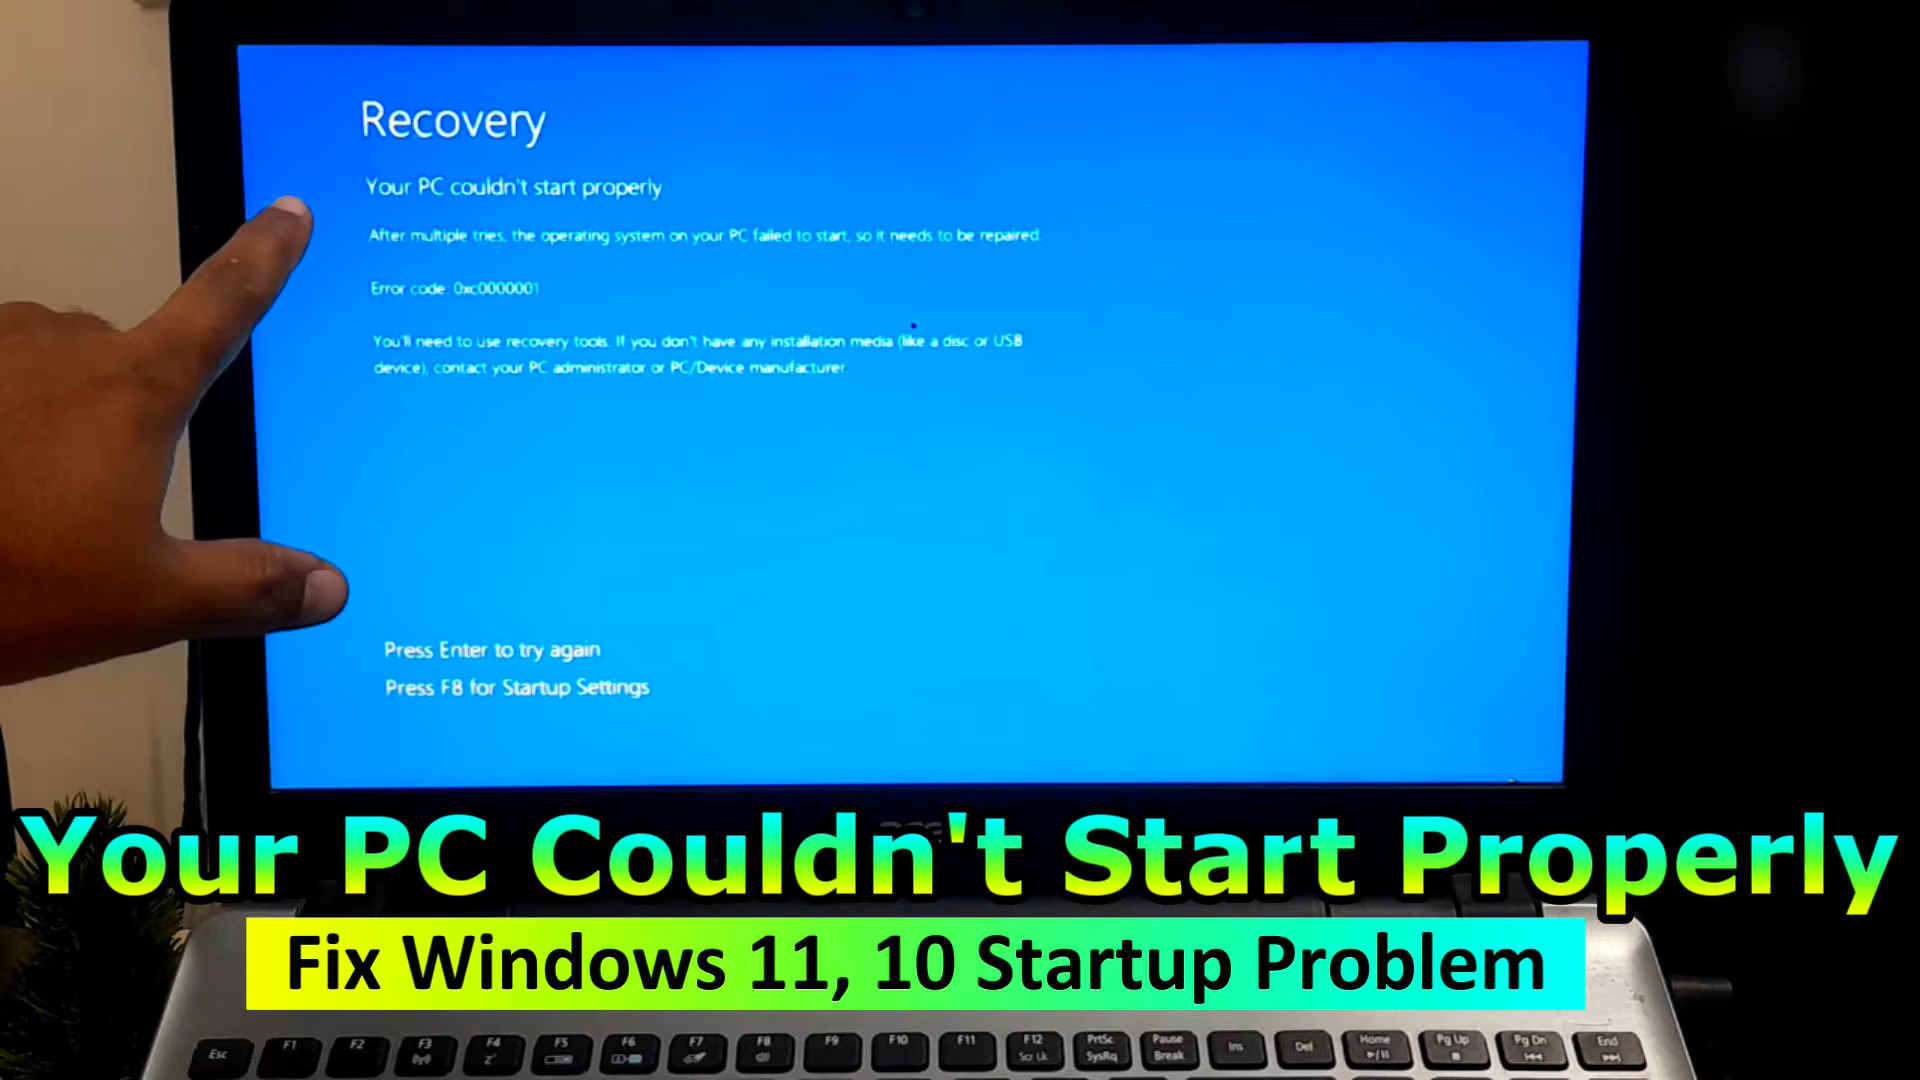 Recovery
Your PC couldn't start properly
After multiple tries, the operating system on your PC failed to start, so it needs to be repaired.
Error code: 0xc0000001
You'll need to use recovery tools. If you don't have any installation media (like a disc or USB
device), contact your PC administrator or PC/Device manufacturer.
Press Enter to try again
Press F8 for Startup Settings
Your PC Couldn't Start Properly
Fix Windows 11, 10 Startup Problem
Esc F1 F2 F3 F4 F5 F6 F7 F8 F9 F10 F11 F12 PrtSc Pause Ins Del Home Pg Up Pg Dn End
Scr Lk SysRq Break